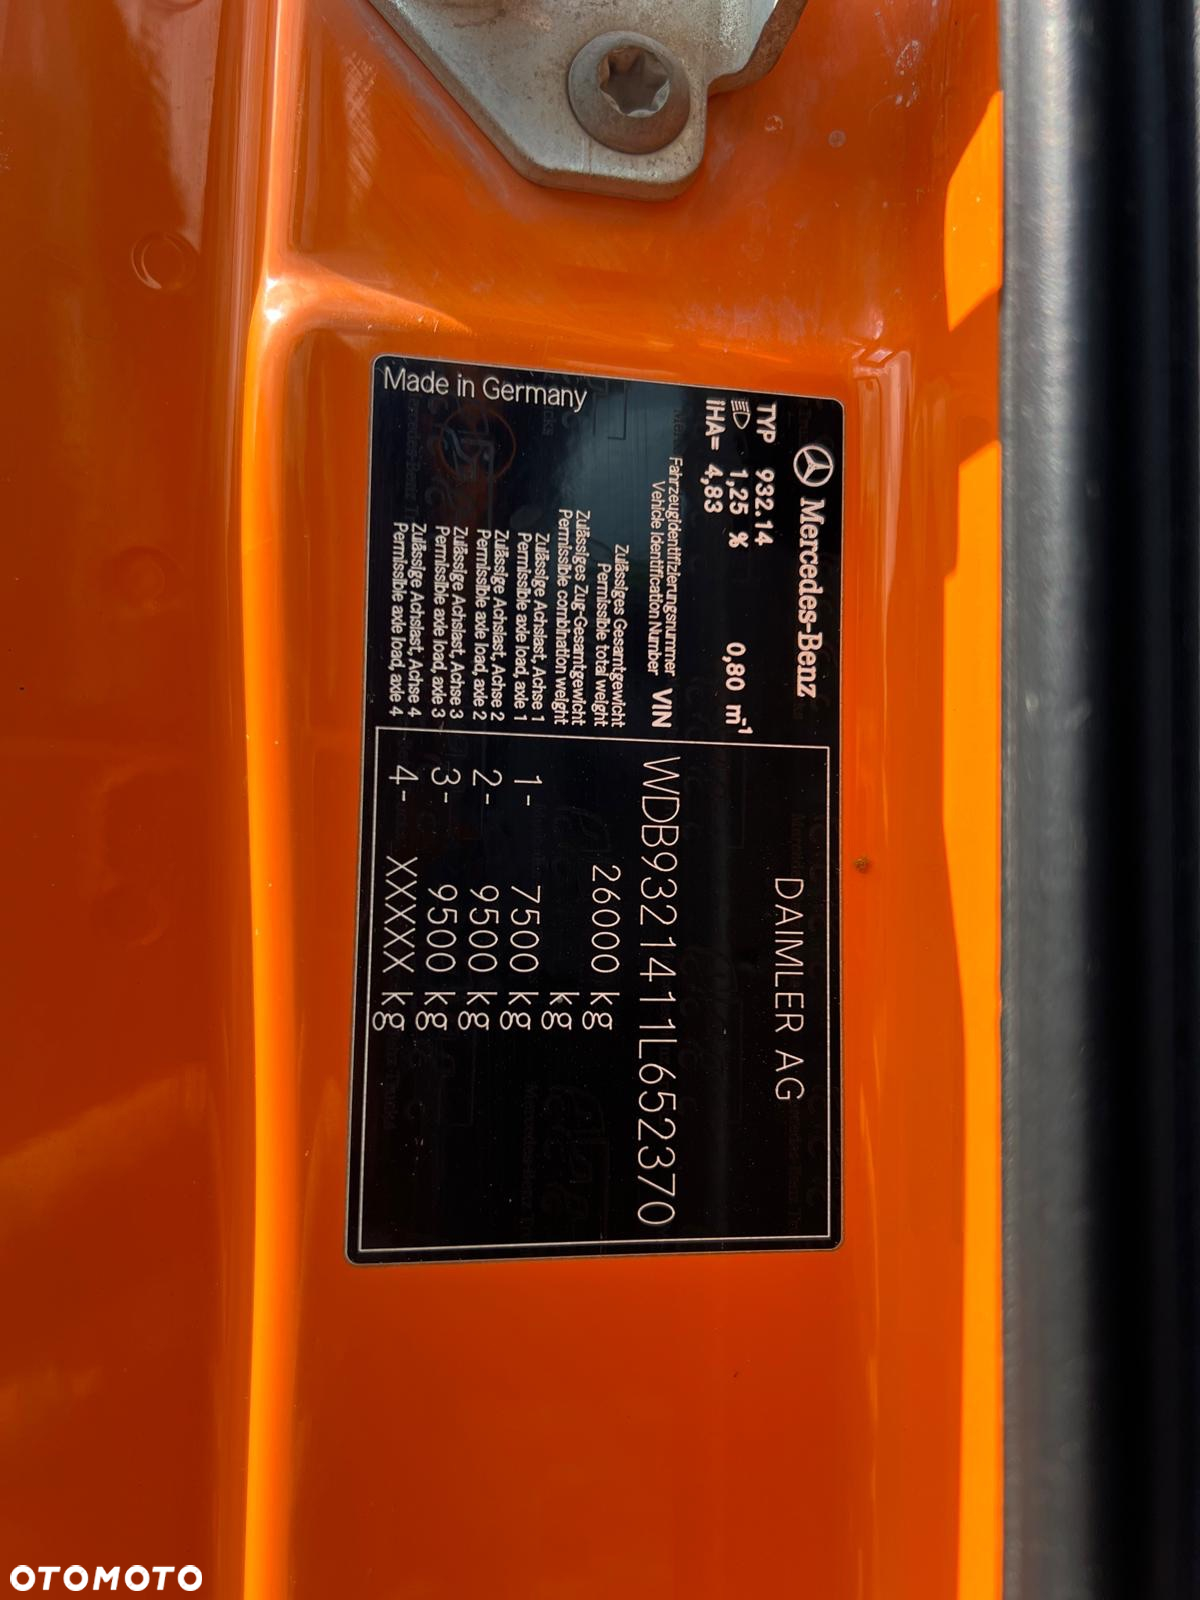 Mercedes-Benz
TYP 932.14
1,25 % 0,80 m⁻¹
IHA= 4,83
DAIMLER AG
Fahrzeugidentifizierungsnummer
Vehicle Identification Number VIN WDB9321411L652370
Zulässiges Gesamtgewicht
Permissible total weight 26000 kg
Zulässiges Zug-Gesamtgewicht
Permissible combination weight kg
Zulässige Achslast, Achse 1
Permissible axle load, axle 1 1- 7500 kg
Zulässige Achslast, Achse 2
Permissible axle load, axle 2 2- 9500 kg
Zulässige Achslast, Achse 3
Permissible axle load, axle 3 3- 9500 kg
Zulässige Achslast, Achse 4
Permissible axle load, axle 4 4- XXXXX kg
Made in Germany
OTOMOTO